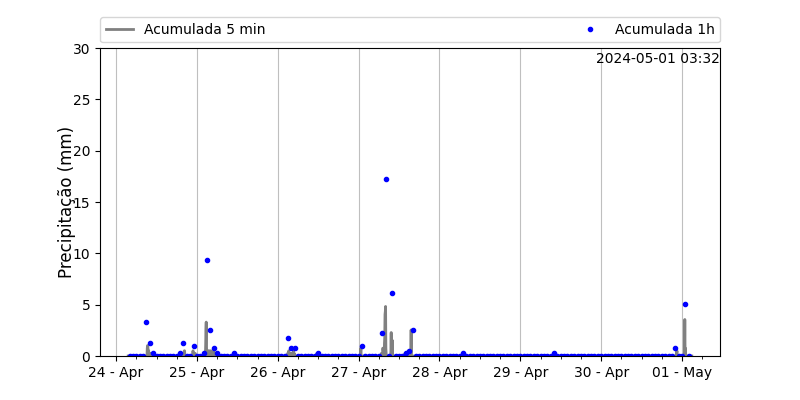 Acumulada 5 min
Acumulada 1h
2024-05-01 03:32
Precipitação (mm)
30
25
20
15
10
5
0
24 - Apr
25 - Apr
26 - Apr
27 - Apr
28 - Apr
29 - Apr
30 - Apr
01 - May